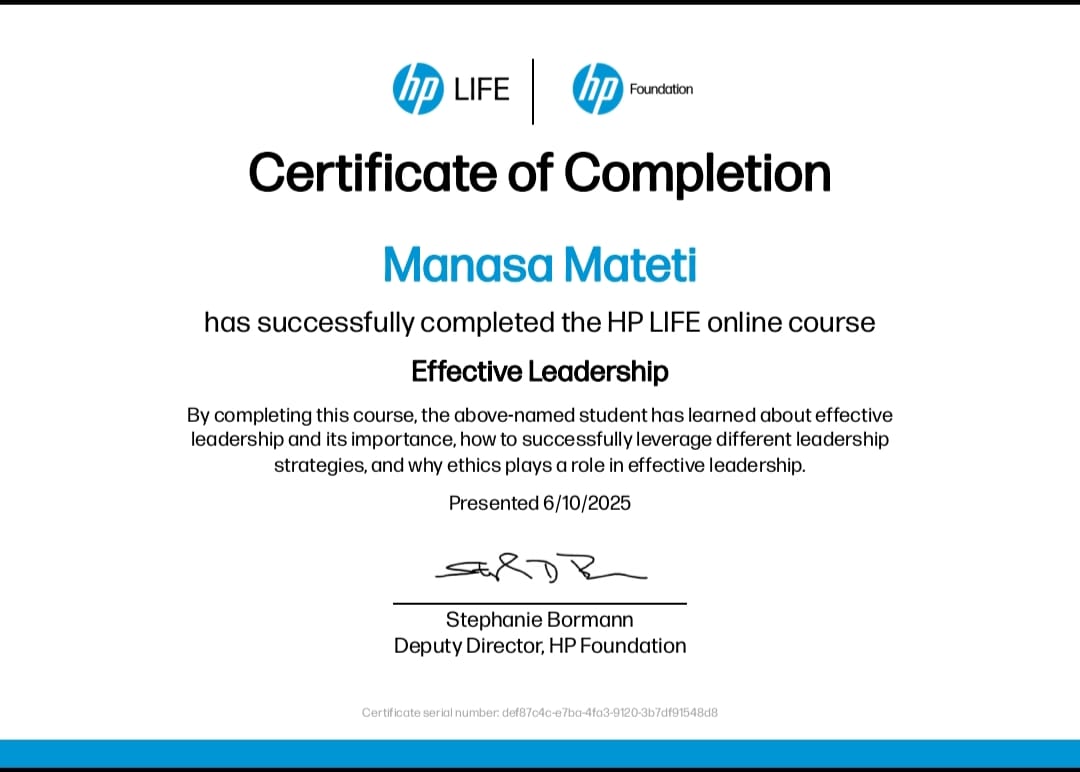 hp LIFE hp Foundation
Certificate of Completion
Manasa Mateti
has successfully completed the HP LIFE online course
Effective Leadership
By completing this course, the above-named student has learned about effective
leadership and its importance, how to successfully leverage different leadership
strategies, and why ethics plays a role in effective leadership.
Presented 6/10/2025
Stephanie Bormann
Deputy Director, HP Foundation
Certificate serial number: def87c4c-e7ba-4fa3-9120-3b7df91548d8